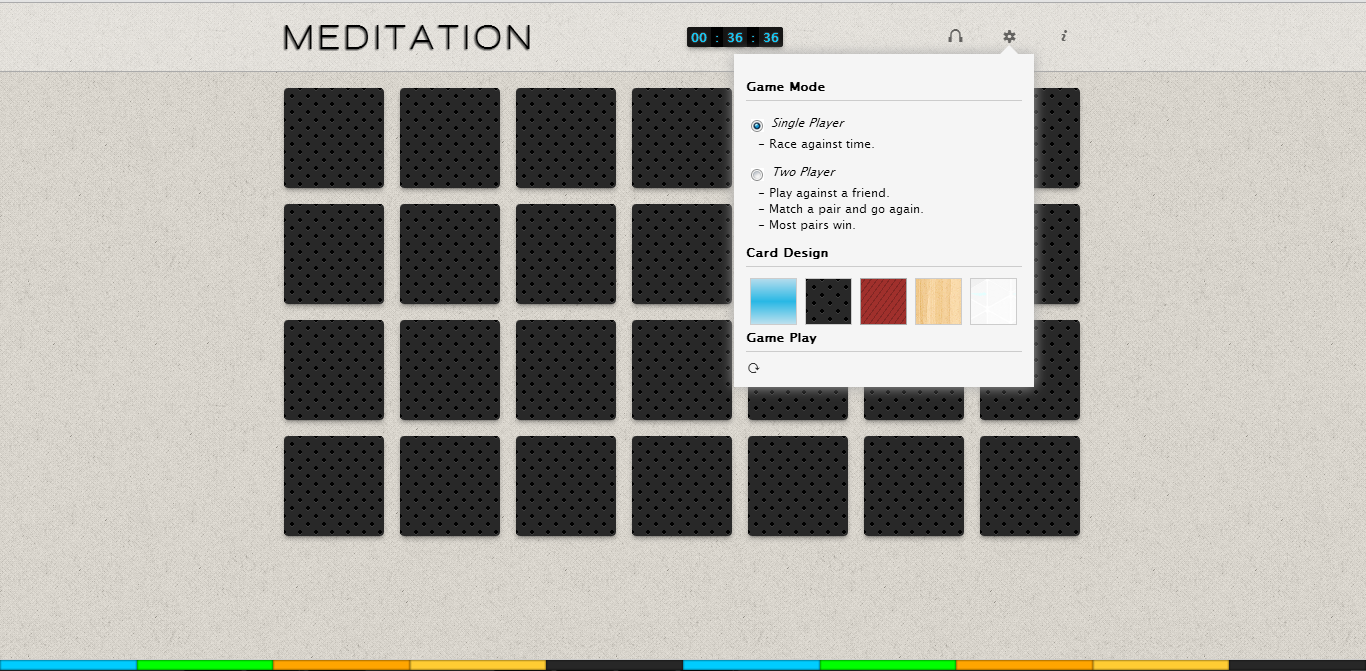 MEDITATION
00 : 36 : 36
i
Game Mode
Single Player
– Race against time.
Two Player
– Play against a friend.
– Match a pair and go again.
– Most pairs win.
Card Design
Game Play